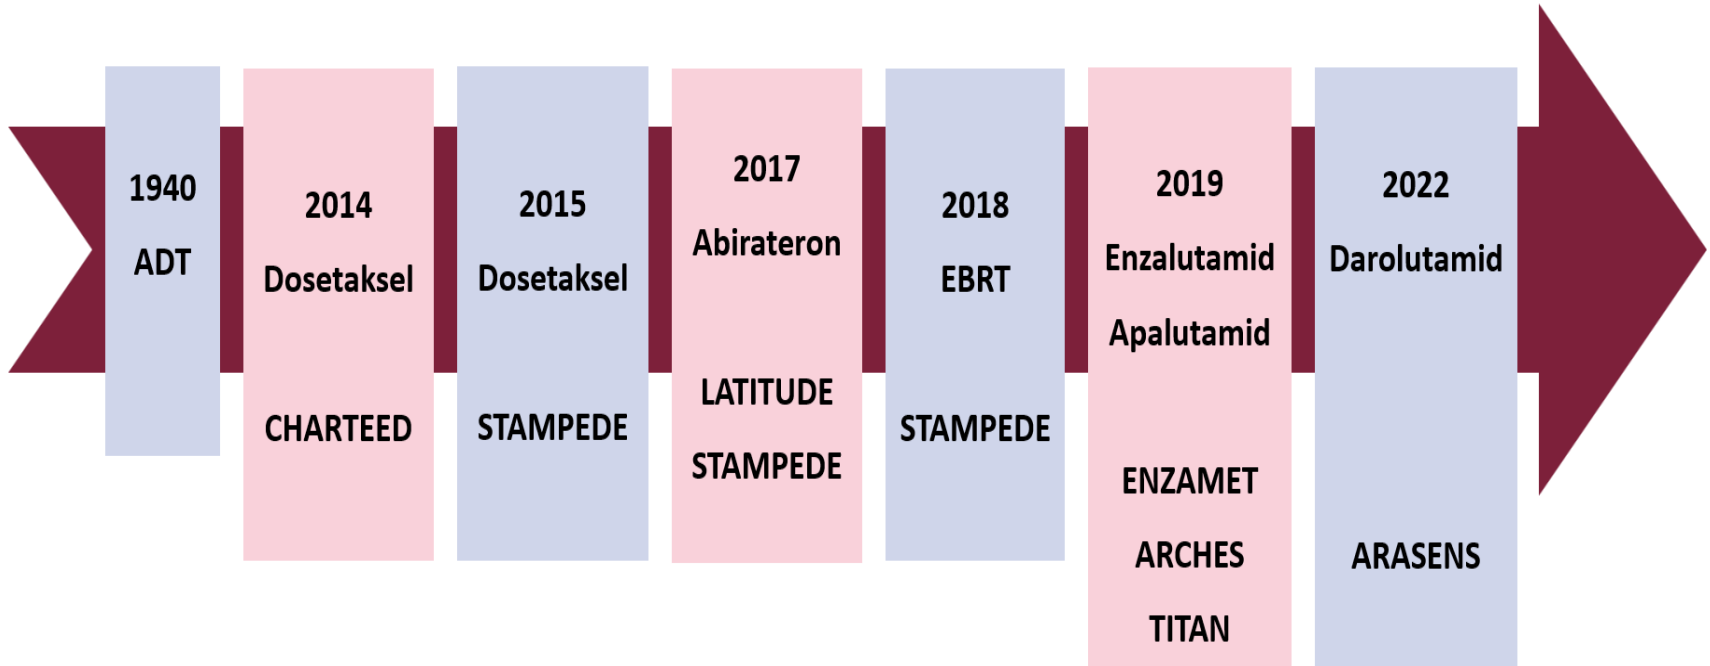 1940
ADT
2014
Dosetaksel
CHARTEED
2015
Dosetaksel
STAMPEDE
2017
Abirateron
LATITUDE
STAMPEDE
2018
EBRT
STAMPEDE
2019
Enzalutamid
Apalutamid
ENZAMET
ARCHES
TITAN
2022
Darolutamid
ARASENS